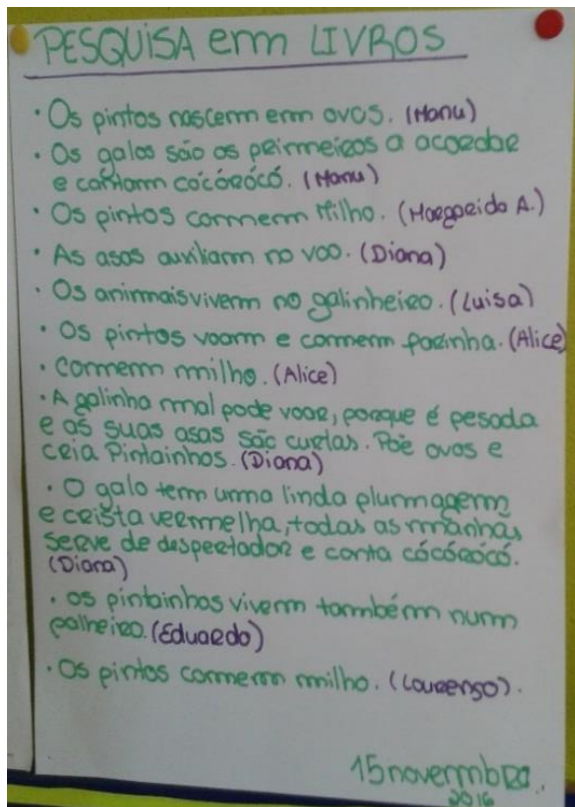 PESQUISA em LIVROS
· Os pintos nascem em ovos. (Manu)
· Os galos são os primeiros a acordar
e cantam cócórócó. (Manu)
· Os pintos comem Milho. (Margarida A.)
· As asas auxiliam no voo. (Diana)
· Os animais vivem no galinheiro. (Luisa)
· Os pintos voam e comem farinha. (Alice)
· Comem milho. (Alice)
· A galinha mal pode voar, porque é pesada
e as suas asas são curtas. Põe ovos e
cria Pintainhos. (Diana)
· O galo tem uma linda plumagem
e crista vermelha, todas as manhãs
serve de despertador e canta cócórócó.
(Diana)
· os pintainhos vivem também num
palheiro. (Eduardo)
· Os pintos comem milho. (Lourenço).
15 novembro
2016